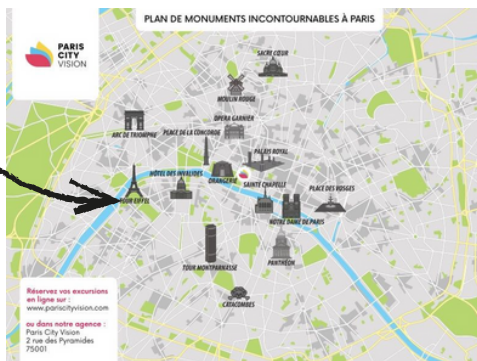 PLAN DE MONUMENTS INCONTOURNABLES À PARIS
PARIS
CITY
VISION
SACRÉ CŒUR
MOULIN ROUGE
OPERA GARNIER
ARC DE TRIOMPHE
PLACE DE LA CONCORDE
PALAIS ROYAL
HÔTEL DES INVALIDES
ORANGERIE
SAINTE CHAPELLE
PLACE DES VOSGES
TOUR EIFFEL
NOTRE DAME DE PARIS
TOUR MONTPARNASSE
PANTHÉON
CATACOMBES
Réservez vos excursions
en ligne sur :
www.pariscityvision.com
ou dans notre agence :
Paris City Vision
2 rue des Pyramides
75001